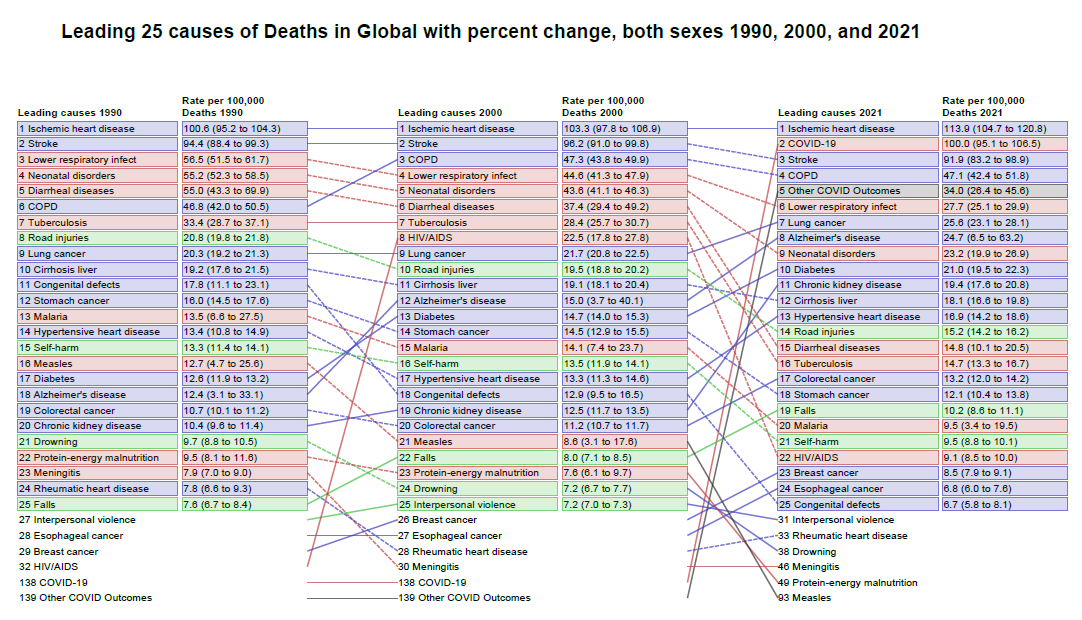 Leading 25 causes of Deaths in Global with percent change, both sexes 1990, 2000, and 2021
Leading causes 1990
Rate per 100,000
Deaths 1990
1 Ischemic heart disease 100.6 (95.2 to 104.3)
2 Stroke 94.4 (88.4 to 99.3)
3 Lower respiratory infect 56.5 (51.5 to 61.7)
4 Neonatal disorders 55.2 (52.3 to 58.5)
5 Diarrheal diseases 55.0 (43.3 to 69.9)
6 COPD 46.8 (42.0 to 50.5)
7 Tuberculosis 33.4 (28.7 to 37.1)
8 Road injuries 20.8 (19.8 to 21.8)
9 Lung cancer 20.3 (19.2 to 21.3)
10 Cirrhosis liver 19.2 (17.6 to 21.5)
11 Congenital defects 17.8 (11.1 to 23.1)
12 Stomach cancer 16.0 (14.5 to 17.6)
13 Malaria 13.5 (6.6 to 27.5)
14 Hypertensive heart disease 13.4 (10.8 to 14.9)
15 Self-harm 13.3 (11.4 to 14.1)
16 Measles 12.7 (4.7 to 25.6)
17 Diabetes 12.6 (11.9 to 13.2)
18 Alzheimer's disease 12.4 (3.1 to 33.1)
19 Colorectal cancer 10.7 (10.1 to 11.2)
20 Chronic kidney disease 10.4 (9.6 to 11.4)
21 Drowning 9.7 (8.8 to 10.5)
22 Protein-energy malnutrition 9.5 (8.1 to 11.6)
23 Meningitis 7.9 (7.0 to 9.0)
24 Rheumatic heart disease 7.8 (6.6 to 9.3)
25 Falls 7.6 (6.7 to 8.4)
27 Interpersonal violence
28 Esophageal cancer
29 Breast cancer
32 HIV/AIDS
138 COVID-19
139 Other COVID Outcomes
Leading causes 2000
Rate per 100,000
Deaths 2000
1 Ischemic heart disease 103.3 (97.8 to 106.9)
2 Stroke 96.2 (91.0 to 99.8)
3 COPD 47.3 (43.8 to 49.9)
4 Lower respiratory infect 44.6 (41.3 to 47.9)
5 Neonatal disorders 43.6 (41.1 to 46.3)
6 Diarrheal diseases 37.4 (29.4 to 49.2)
7 Tuberculosis 28.4 (25.7 to 30.7)
8 HIV/AIDS 22.5 (17.8 to 27.8)
9 Lung cancer 21.7 (20.8 to 22.5)
10 Road injuries 19.5 (18.8 to 20.2)
11 Cirrhosis liver 19.1 (18.1 to 20.4)
12 Alzheimer's disease 15.0 (3.7 to 40.1)
13 Diabetes 14.7 (14.0 to 15.3)
14 Stomach cancer 14.5 (12.9 to 15.5)
15 Malaria 14.1 (7.4 to 23.7)
16 Self-harm 13.5 (11.9 to 14.1)
17 Hypertensive heart disease 13.3 (11.3 to 14.6)
18 Congenital defects 12.9 (9.5 to 16.5)
19 Chronic kidney disease 12.5 (11.7 to 13.5)
20 Colorectal cancer 11.2 (10.7 to 11.7)
21 Measles 8.6 (3.1 to 17.6)
22 Falls 8.0 (7.1 to 8.5)
23 Protein-energy malnutrition 7.6 (6.1 to 9.7)
24 Drowning 7.2 (6.7 to 7.7)
25 Interpersonal violence 7.2 (7.0 to 7.3)
26 Breast cancer
27 Esophageal cancer
28 Rheumatic heart disease
30 Meningitis
138 COVID-19
139 Other COVID Outcomes
Leading causes 2021
Rate per 100,000
Deaths 2021
1 Ischemic heart disease 113.9 (104.7 to 120.8)
2 COVID-19 100.0 (95.1 to 106.5)
3 Stroke 91.9 (83.2 to 98.9)
4 COPD 47.1 (42.4 to 51.8)
5 Other COVID Outcomes 34.0 (26.4 to 45.6)
6 Lower respiratory infect 27.7 (25.1 to 29.9)
7 Lung cancer 25.6 (23.1 to 28.1)
8 Alzheimer's disease 24.7 (6.5 to 63.2)
9 Neonatal disorders 23.2 (19.9 to 26.9)
10 Diabetes 21.0 (19.5 to 22.3)
11 Chronic kidney disease 19.4 (17.6 to 20.8)
12 Cirrhosis liver 18.1 (16.6 to 19.8)
13 Hypertensive heart disease 16.9 (14.2 to 18.6)
14 Road injuries 15.2 (14.2 to 16.2)
15 Diarrheal diseases 14.8 (10.1 to 20.5)
16 Tuberculosis 14.7 (13.3 to 16.7)
17 Colorectal cancer 13.2 (12.0 to 14.2)
18 Stomach cancer 12.1 (10.4 to 13.8)
19 Falls 10.2 (8.6 to 11.1)
20 Malaria 9.5 (3.4 to 19.5)
21 Self-harm 9.5 (8.8 to 10.1)
22 HIV/AIDS 9.1 (8.5 to 10.0)
23 Breast cancer 8.5 (7.9 to 9.1)
24 Esophageal cancer 6.8 (6.0 to 7.6)
25 Congenital defects 6.7 (5.8 to 8.1)
31 Interpersonal violence
33 Rheumatic heart disease
38 Drowning
46 Meningitis
49 Protein-energy malnutrition
93 Measles